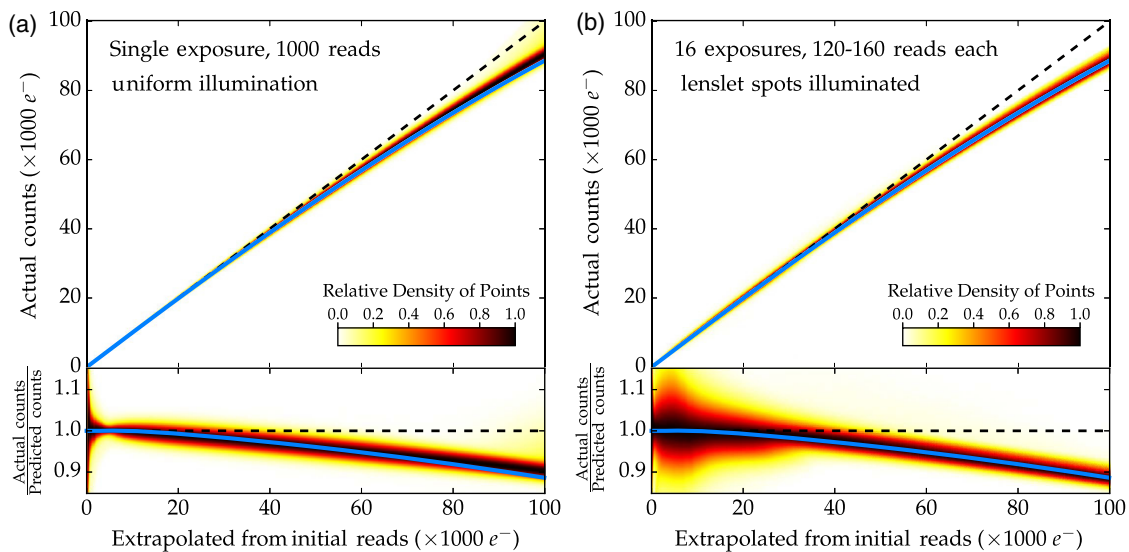 (a)
Single exposure, 1000 reads
uniform illumination
Actual counts (×1000 e⁻)
100
80
60
40
20
0
Relative Density of Points
0.0 0.2 0.4 0.6 0.8 1.0
Actual counts
Predicted counts
1.1
1.0
0.9
0 20 40 60 80 100
Extrapolated from initial reads (×1000 e⁻)
(b)
16 exposures, 120-160 reads each
lenslet spots illuminated
Actual counts (×1000 e⁻)
100
80
60
40
20
0
Relative Density of Points
0.0 0.2 0.4 0.6 0.8 1.0
Actual counts
Predicted counts
1.1
1.0
0.9
0 20 40 60 80 100
Extrapolated from initial reads (×1000 e⁻)